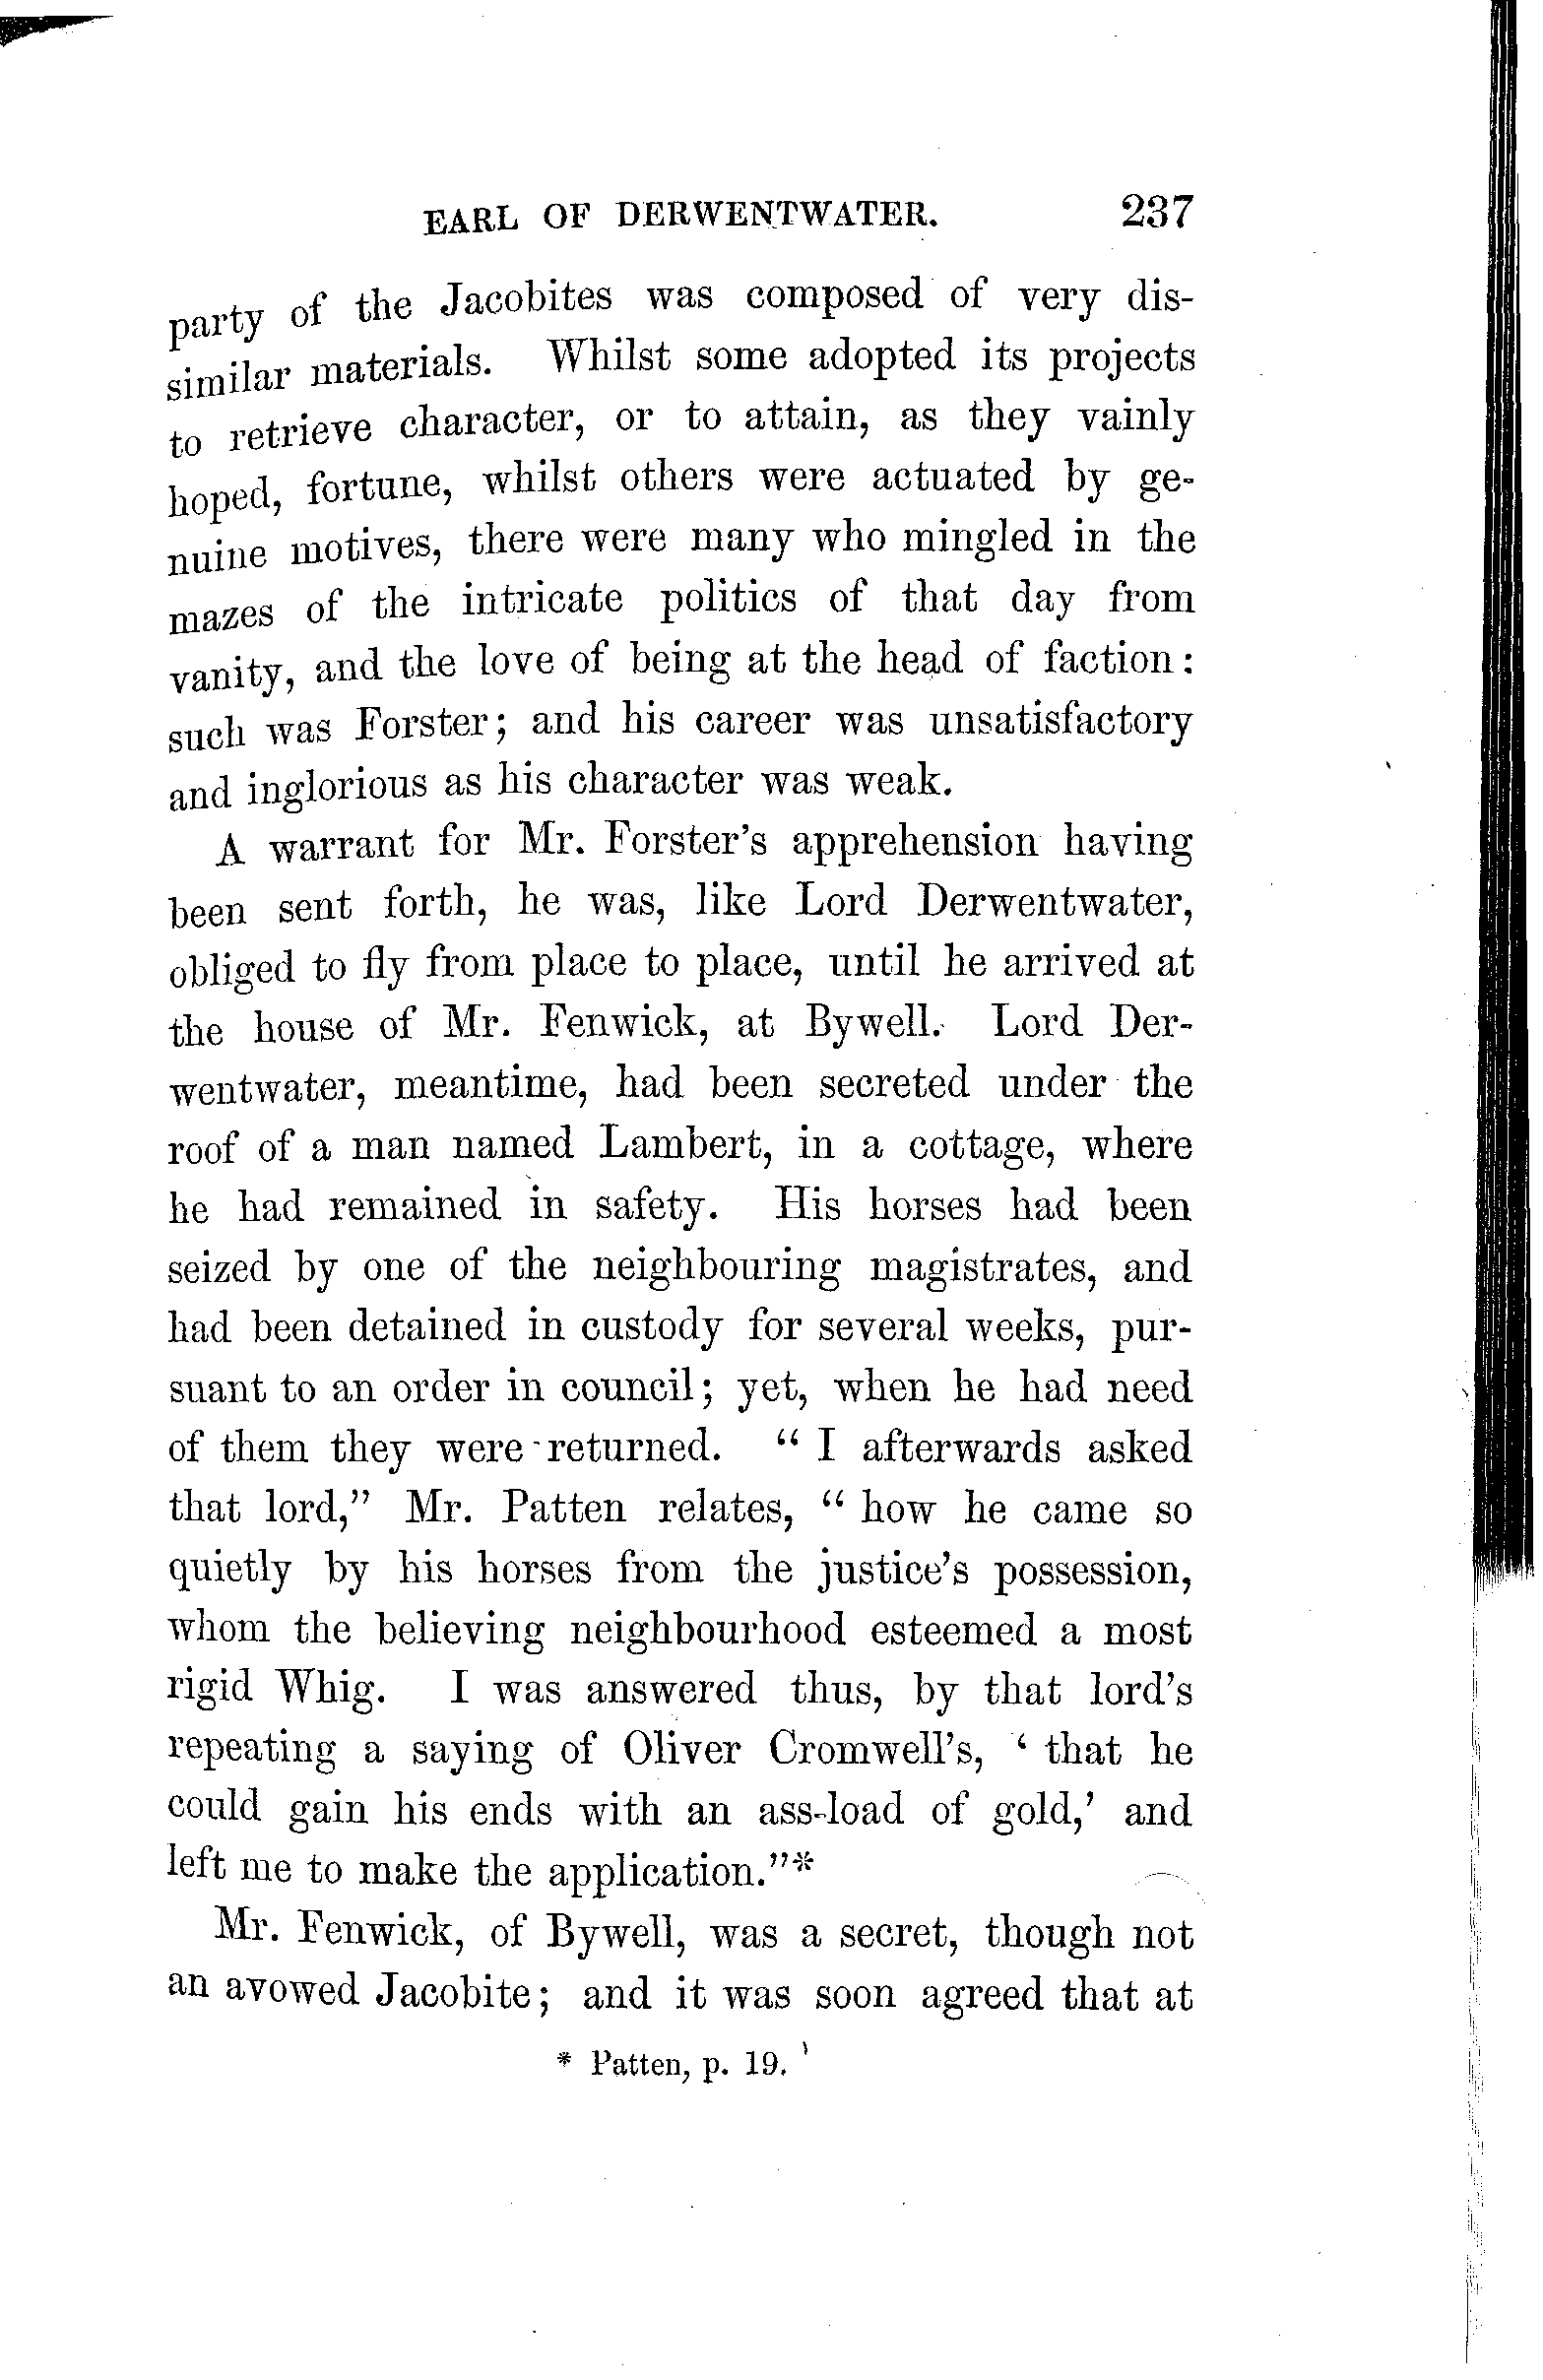 EARL OF DERWENTWATER. 237
party of the Jacobites was composed of very dis-
similar materials. Whilst some adopted its projects
to retrieve character, or to attain, as they vainly
hoped, fortune, whilst others were actuated by ge-
nuine motives, there were many who mingled in the
mazes of the intricate politics of that day from
vanity, and the love of being at the head of faction:
such was Forster; and his career was unsatisfactory
and inglorious as his character was weak.
A warrant for Mr. Forster's apprehension having
been sent forth, he was, like Lord Derwentwater,
obliged to fly from place to place, until he arrived at
the house of Mr. Fenwick, at Bywell. Lord Der-
wentwater, meantime, had been secreted under the
roof of a man named Lambert, in a cottage, where
he had remained in safety. His horses had been
seized by one of the neighbouring magistrates, and
had been detained in custody for several weeks, pur-
suant to an order in council; yet, when he had need
of them they were returned. " I afterwards asked
that lord," Mr. Patten relates, " how he came so
quietly by his horses from the justice's possession,
whom the believing neighbourhood esteemed a most
rigid Whig. I was answered thus, by that lord's
repeating a saying of Oliver Cromwell's, ' that he
could gain his ends with an ass-load of gold,' and
left me to make the application."*
Mr. Fenwick, of Bywell, was a secret, though not
an avowed Jacobite; and it was soon agreed that at
* Patten, p. 19.